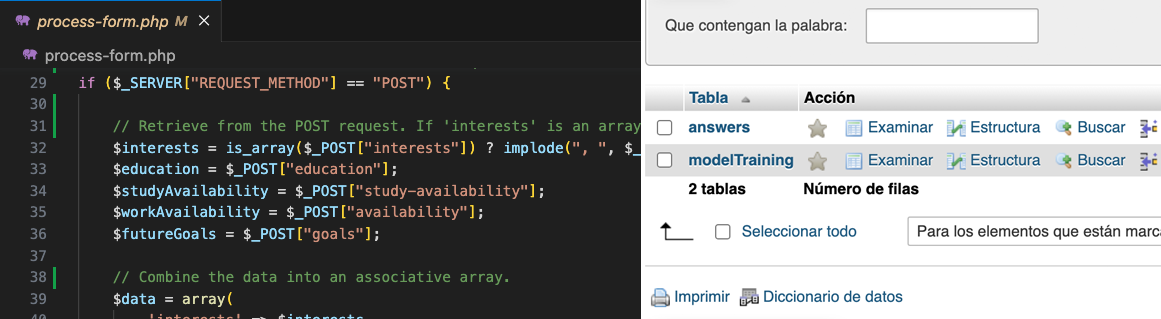 process-form.php M ×
process-form.php
29 if ($_SERVER["REQUEST_METHOD"] == "POST") {
30
31 // Retrieve from the POST request. If 'interests' is an array
32 $interests = is_array($_POST["interests"]) ? implode(", ", $_
33 $education = $_POST["education"];
34 $studyAvailability = $_POST["study-availability"];
35 $workAvailability = $_POST["availability"];
36 $futureGoals = $_POST["goals"];
37
38 // Combine the data into an associative array.
39 $data = array(
40 'interests' => $interests
Que contengan la palabra:
Tabla Acción
answers Examinar Estructura Buscar
modelTraining Examinar Estructura Buscar
2 tablas Número de filas
Seleccionar todo Para los elementos que están marca
Imprimir Diccionario de datos